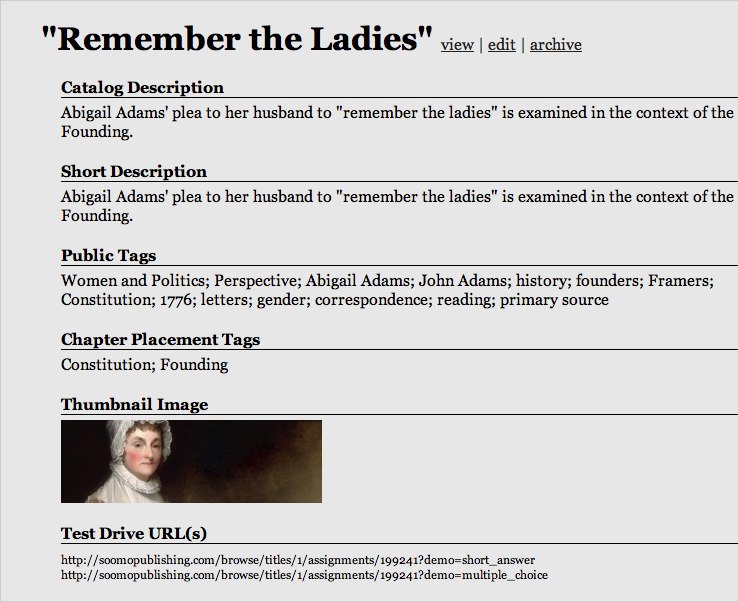 "Remember the Ladies" view | edit | archive
Catalog Description
Abigail Adams' plea to her husband to "remember the ladies" is examined in the context of the
Founding.
Short Description
Abigail Adams' plea to her husband to "remember the ladies" is examined in the context of the
Founding.
Public Tags
Women and Politics; Perspective; Abigail Adams; John Adams; history; founders; Framers;
Constitution; 1776; letters; gender; correspondence; reading; primary source
Chapter Placement Tags
Constitution; Founding
Thumbnail Image
Test Drive URL(s)
http://soomopublishing.com/browse/titles/1/assignments/199241?demo=short_answer
http://soomopublishing.com/browse/titles/1/assignments/199241?demo=multiple_choice